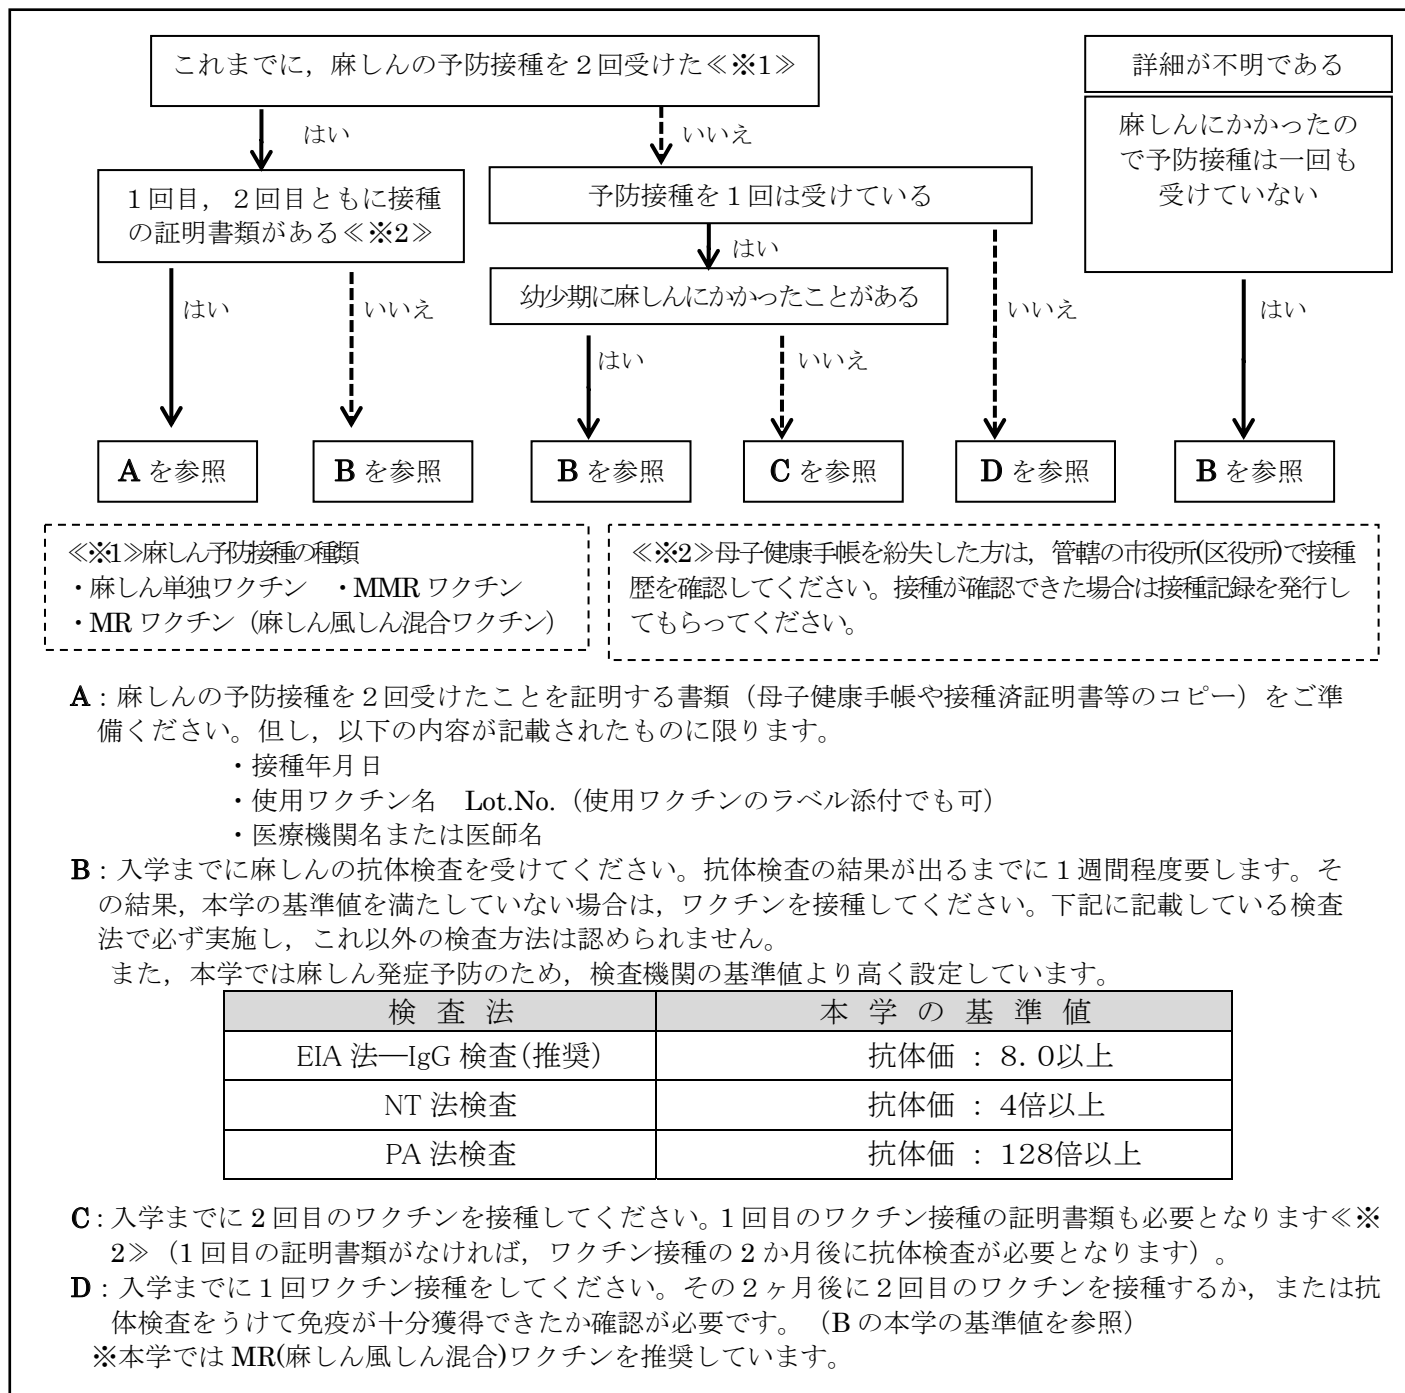 これまでに，麻しんの予防接種を２回受けた≪※1≫
詳細が不明である
はい
いいえ
麻しんにかかったの
で予防接種は一回も
受けていない
１回目，２回目ともに接種
の証明書類がある≪※2≫
予防接種を１回は受けている
はい
幼少期に麻しんにかかったことがある
はい
いいえ
いいえ
はい
はい
いいえ
A を参照
B を参照
B を参照
C を参照
D を参照
B を参照
≪※1≫麻しん予防接種の種類
・麻しん単独ワクチン　・MMR ワクチン
・MR ワクチン（麻しん風しん混合ワクチン）
≪※2≫母子健康手帳を紛失した方は，管轄の市役所(区役所)で接種
歴を確認してください。接種が確認できた場合は接種記録を発行し
てもらってください。
A：麻しんの予防接種を２回受けたことを証明する書類（母子健康手帳や接種済証明書等のコピー）をご準
備ください。但し，以下の内容が記載されたものに限ります。
・接種年月日
・使用ワクチン名　Lot.No.（使用ワクチンのラベル添付でも可）
・医療機関名または医師名
B：入学までに麻しんの抗体検査を受けてください。抗体検査の結果が出るまでに１週間程度要します。そ
の結果，本学の基準値を満たしていない場合は，ワクチンを接種してください。下記に記載している検査
法で必ず実施し，これ以外の検査方法は認められません。
また，本学では麻しん発症予防のため，検査機関の基準値より高く設定しています。
検 査 法　本 学 の 基 準 値
EIA 法―IgG 検査(推奨)　抗体価 ： 8．0以上
NT 法検査　抗体価 ： 4倍以上
PA 法検査　抗体価 ： 128倍以上
C：入学までに 2 回目のワクチンを接種してください。1 回目のワクチン接種の証明書類も必要となります≪※
2≫（1 回目の証明書類がなければ，ワクチン接種の 2 か月後に抗体検査が必要となります）。
D：入学までに１回ワクチン接種をしてください。その２ヶ月後に２回目のワクチンを接種するか，または抗
体検査をうけて免疫が十分獲得できたか確認が必要です。（B の本学の基準値を参照）
※本学では MR(麻しん風しん混合)ワクチンを推奨しています。